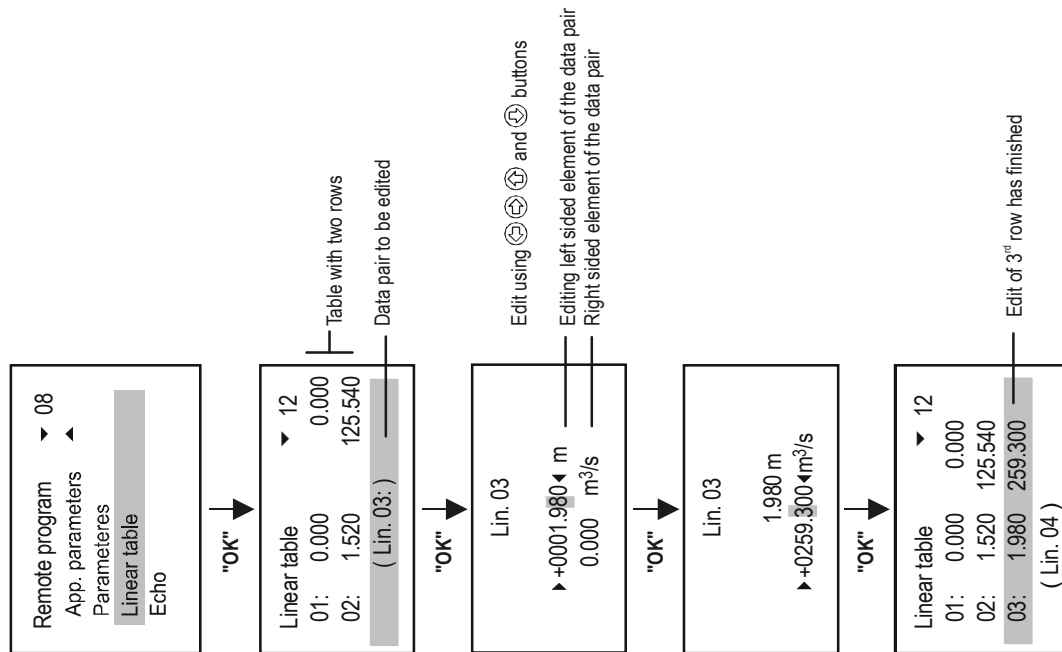 Remote program ▼ 08
App. parameters ▲
Parameteres
Linear table
Echo
"OK"
Linear table ▼ 12
01: 0.000 0.000
02: 1.520 125.540
( Lin. 03: )
Table with two rows
Data pair to be edited
"OK"
Lin. 03
▶ +0001.980◀ m
0.000 m³/s
Edit using ⇦ ⇨ ⇧ and ⇩ buttons
Editing left sided element of the data pair
Right sided element of the data pair
"OK"
Lin. 03
1.980 m
▶ +0259.300◀m³/s
"OK"
Linear table ▼ 12
01: 0.000 0.000
02: 1.520 125.540
03: 1.980 259.300
( Lin. 04 )
Edit of 3rd row has finished